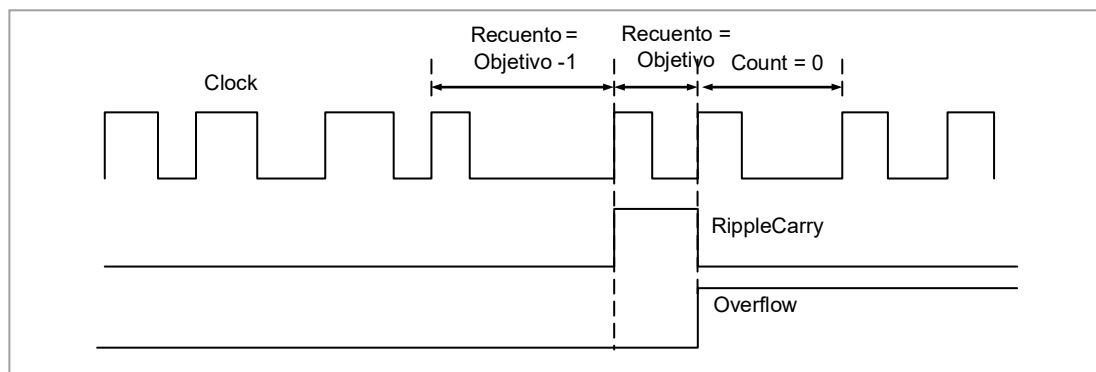 Recuento =
Objetivo -1
Recuento =
Objetivo
Count = 0
Clock
RippleCarry
Overflow